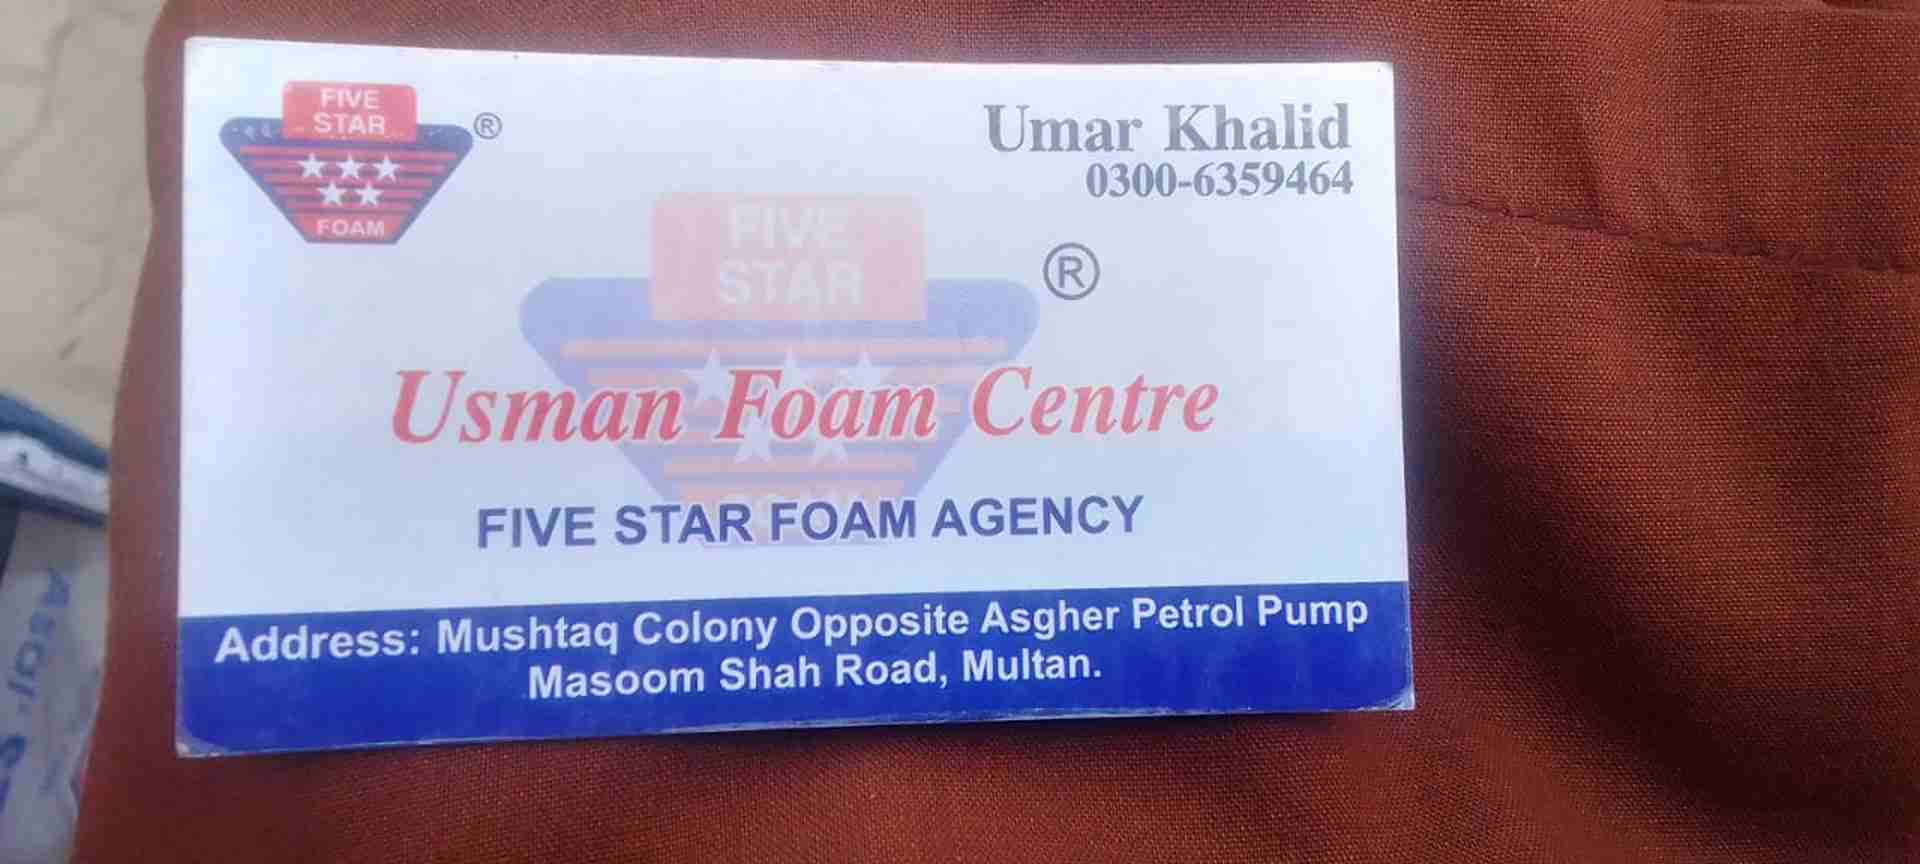 FIVE
STAR
FOAM
®
Umar Khalid
0300-6359464
FIVE
STAR
®
Usman Foam Centre
FIVE STAR FOAM AGENCY
Address: Mushtaq Colony Opposite Asgher Petrol Pump
Masoom Shah Road, Multan.